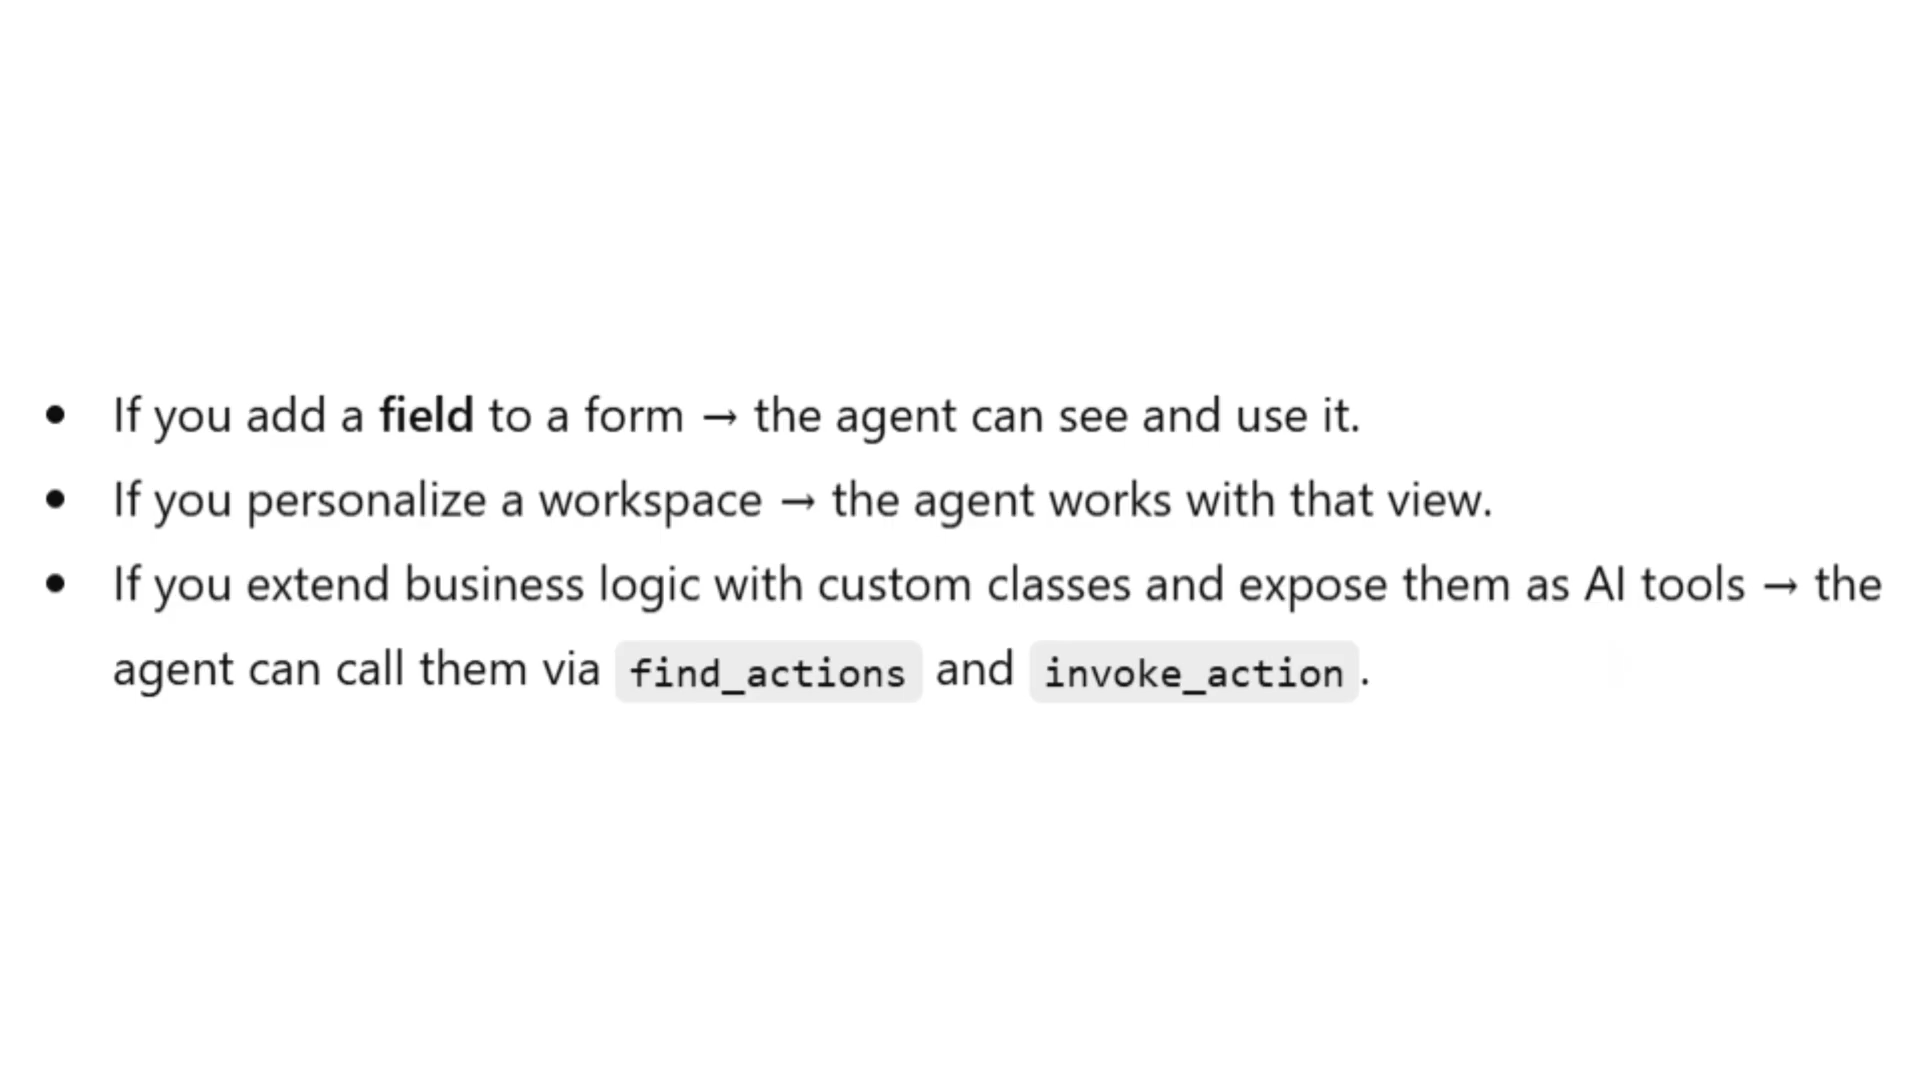 • If you add a field to a form → the agent can see and use it.
• If you personalize a workspace → the agent works with that view.
• If you extend business logic with custom classes and expose them as AI tools → the
agent can call them via find_actions and invoke_action.